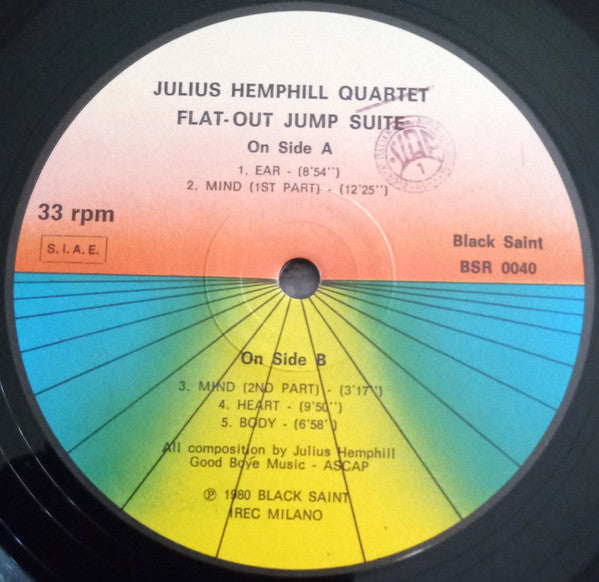 JULIUS HEMPHILL QUARTET
FLAT-OUT JUMP SUITE
On Side A
1. EAR - (8'54")
2. MIND (1ST PART) - (12'25")
33 rpm
S.I.A.E.
Black Saint
BSR 0040
On Side B
3. MIND (2ND PART) - (3'17")
4. HEART - (9'50")
5. BODY - (6'58')
All composition by Julius Hemphill
Good Boye Music - ASCAP
℗ 1980 BLACK SAINT
IREC MILANO
1